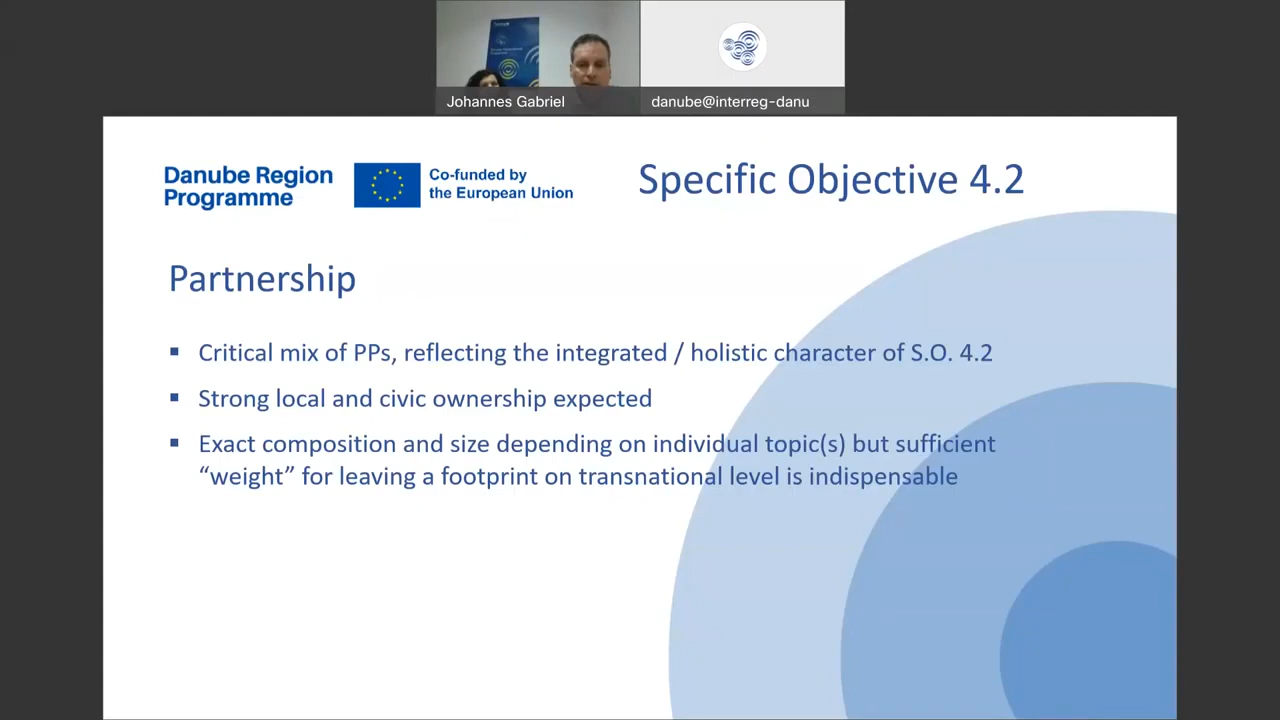 Johannes Gabriel
danube@interreg-danu
Danube Region
Programme
Co-funded by
the European Union
Specific Objective 4.2
Partnership
▪ Critical mix of PPs, reflecting the integrated / holistic character of S.O. 4.2
▪ Strong local and civic ownership expected
▪ Exact composition and size depending on individual topic(s) but sufficient
“weight” for leaving a footprint on transnational level is indispensable